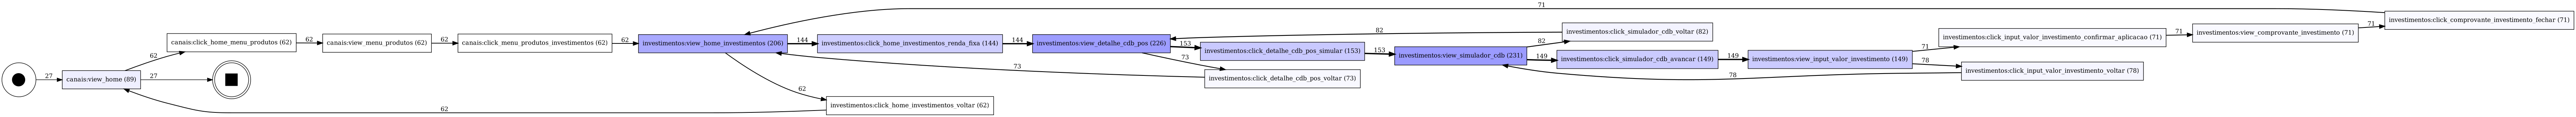 71
canais:click_home_menu_produtos (62)
62
canais:view_menu_produtos (62)
62
canais:click_menu_produtos_investimentos (62)
62
investimentos:view_home_investimentos (206)
144
investimentos:click_home_investimentos_renda_fixa (144)
144
investimentos:view_detalhe_cdb_pos (226)
153
investimentos:click_detalhe_cdb_pos_simular (153)
153
investimentos:view_simulador_cdb (231)
82
investimentos:click_simulador_cdb_voltar (82)
82
149
investimentos:click_simulador_cdb_avancar (149)
149
investimentos:view_input_valor_investimento (149)
71
investimentos:click_input_valor_investimento_confirmar_aplicacao (71)
71
investimentos:view_comprovante_investimento (71)
71
investimentos:click_comprovante_investimento_fechar (71)
78
investimentos:click_input_valor_investimento_voltar (78)
78
73
investimentos:click_detalhe_cdb_pos_voltar (73)
73
62
27
canais:view_home (89)
27
62
investimentos:click_home_investimentos_voltar (62)
62